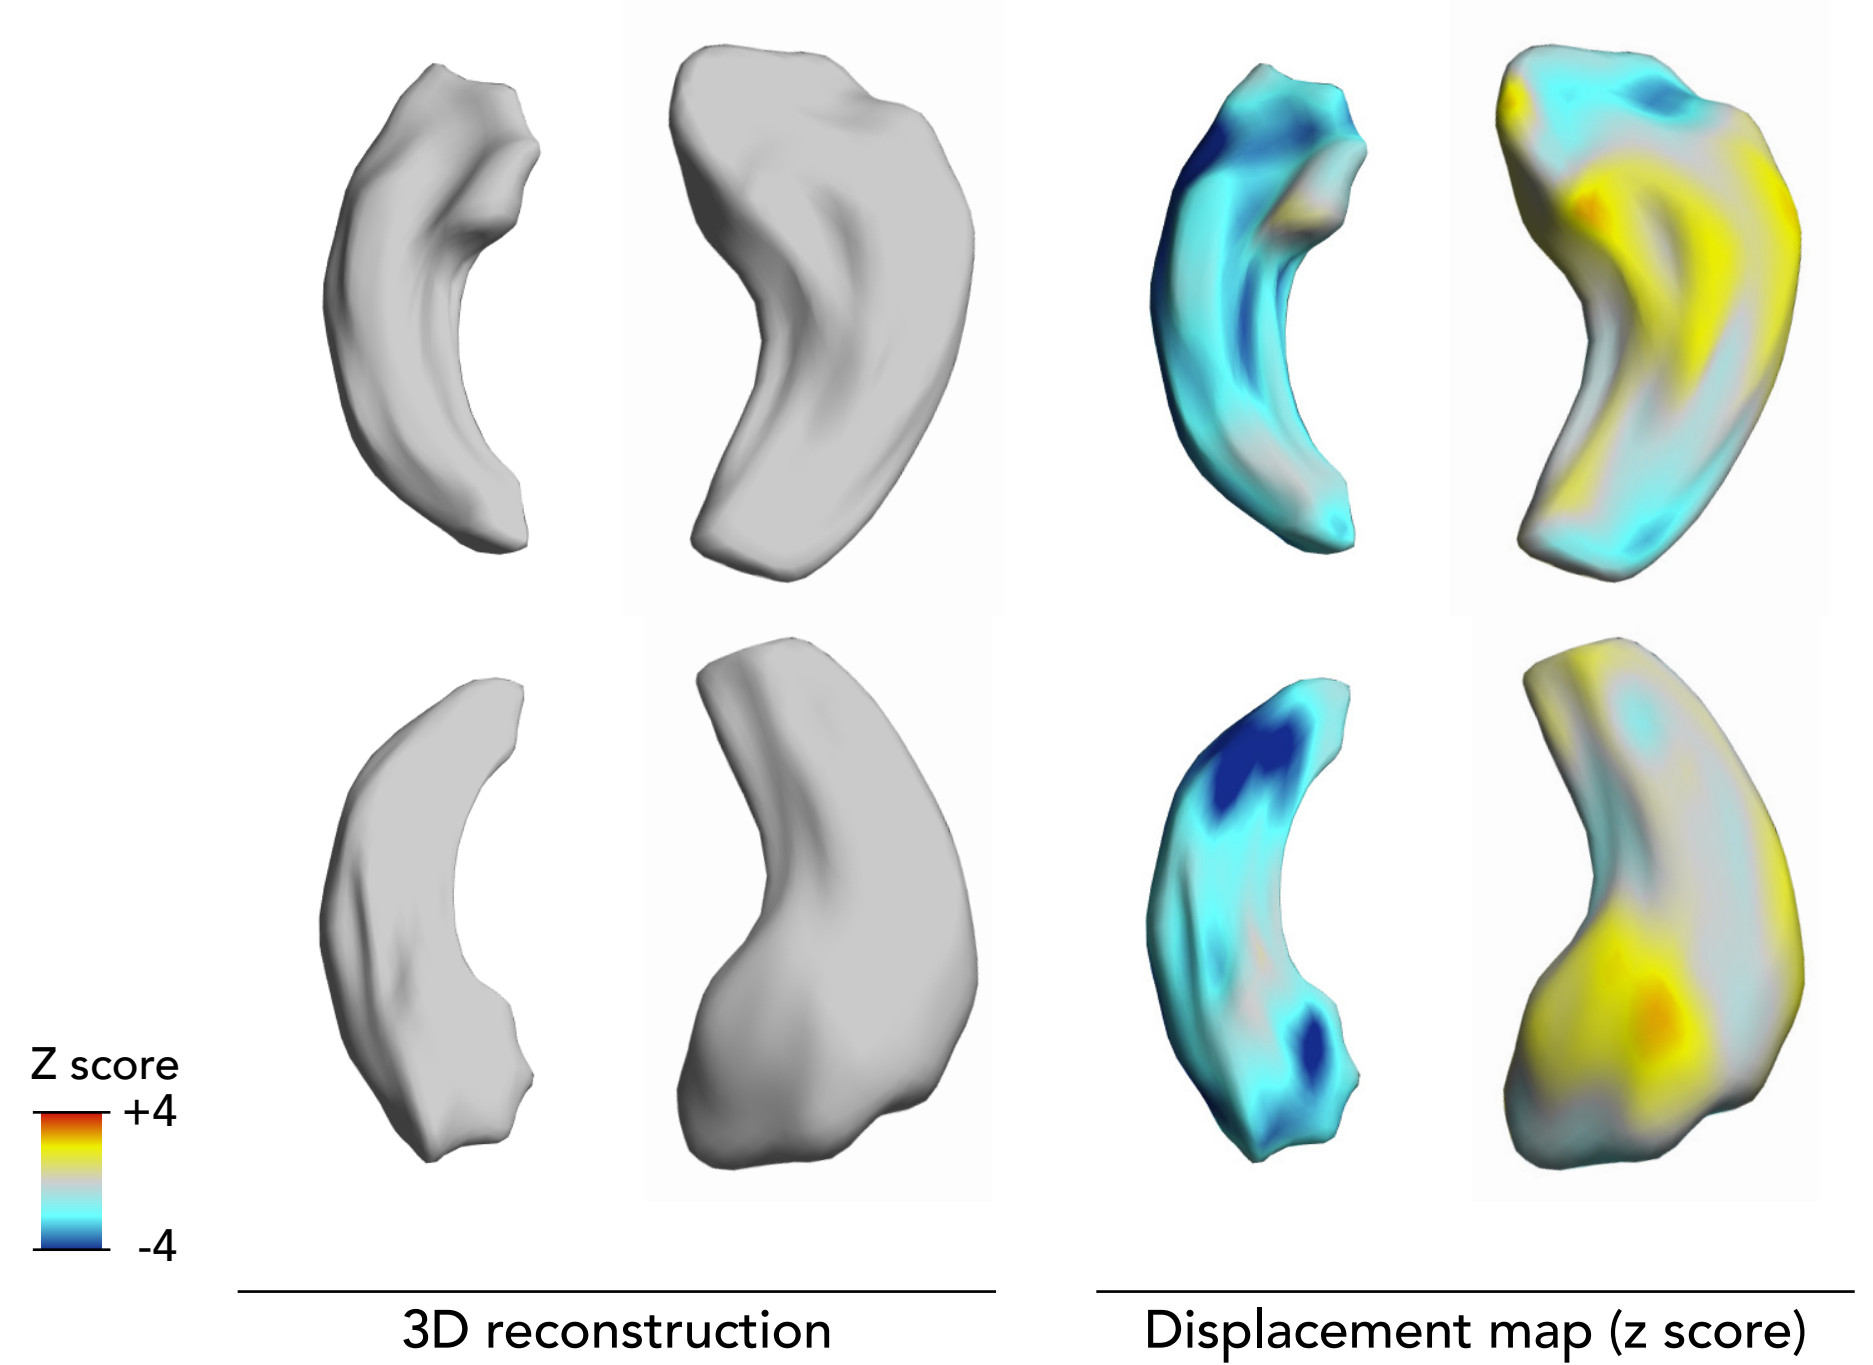 Z score
+4
-4
3D reconstruction
Displacement map (z score)